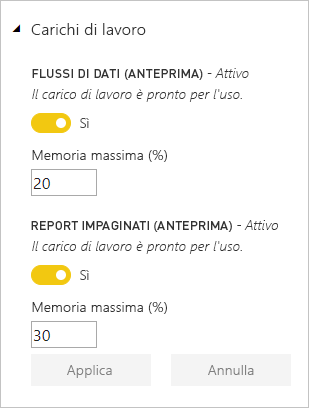 Carichi di lavoro
FLUSSI DI DATI (ANTEPRIMA) - Attivo
Il carico di lavoro è pronto per l'uso.
Sì
Memoria massima (%)
20
REPORT IMPAGINATI (ANTEPRIMA) - Attivo
Il carico di lavoro è pronto per l'uso.
Sì
Memoria massima (%)
30
Applica Annulla